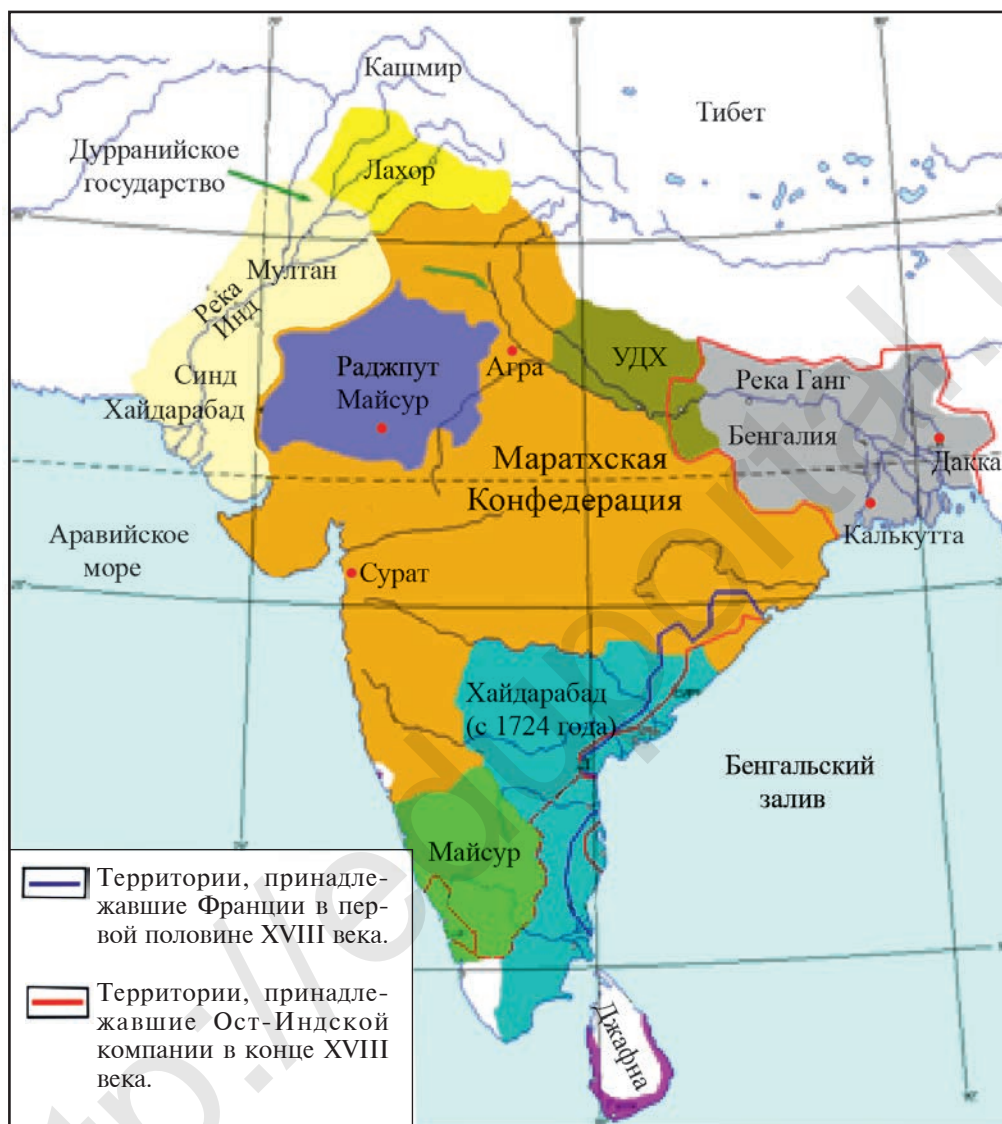 Кашмир
Тибет
Дурранийское
государство
Лахор
Мултан
Река
Инд
Раджпут
Майсур
Агра
УДХ
Река Ганг
Синд
Хайдарабад
Бенгалия
Дакка
Маратхская
Конфедерация
Калькутта
Аравийское
море
Сурат
Хайдарабад
(с 1724 года)
Бенгальский
залив
Майсур
Джафна
Территории, принадле-
жавшие Франции в пер-
вой половине XVIII века.
Территории, принадле-
жавшие Ост-Индской
компании в конце XVIII
века.